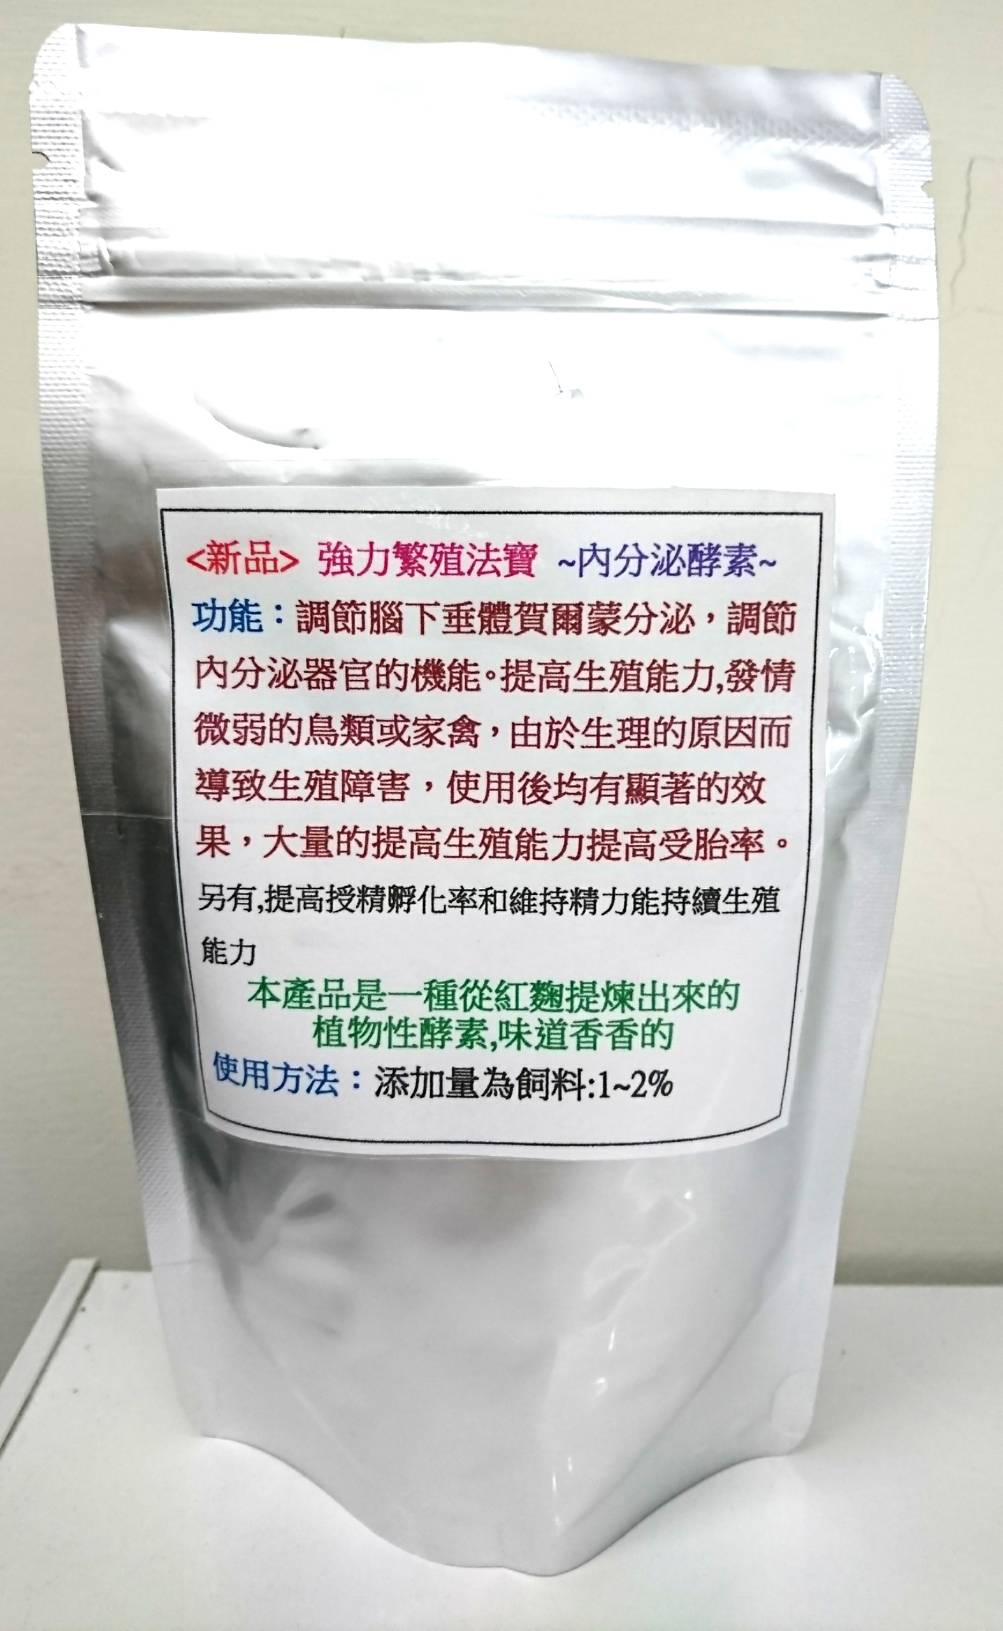 <新品> 強力繁殖法寶 ~內分泌酵素~
功能：調節腦下垂體賀爾蒙分泌，調節
內分泌器官的機能。提高生殖能力,發情
微弱的鳥類或家禽，由於生理的原因而
導致生殖障害，使用後均有顯著的效
果，大量的提高生殖能力提高受胎率。
另有,提高授精孵化率和維持精力能持續生殖
能力
本產品是一種從紅麴提煉出來的
植物性酵素,味道香香的
使用方法：添加量為飼料:1~2%